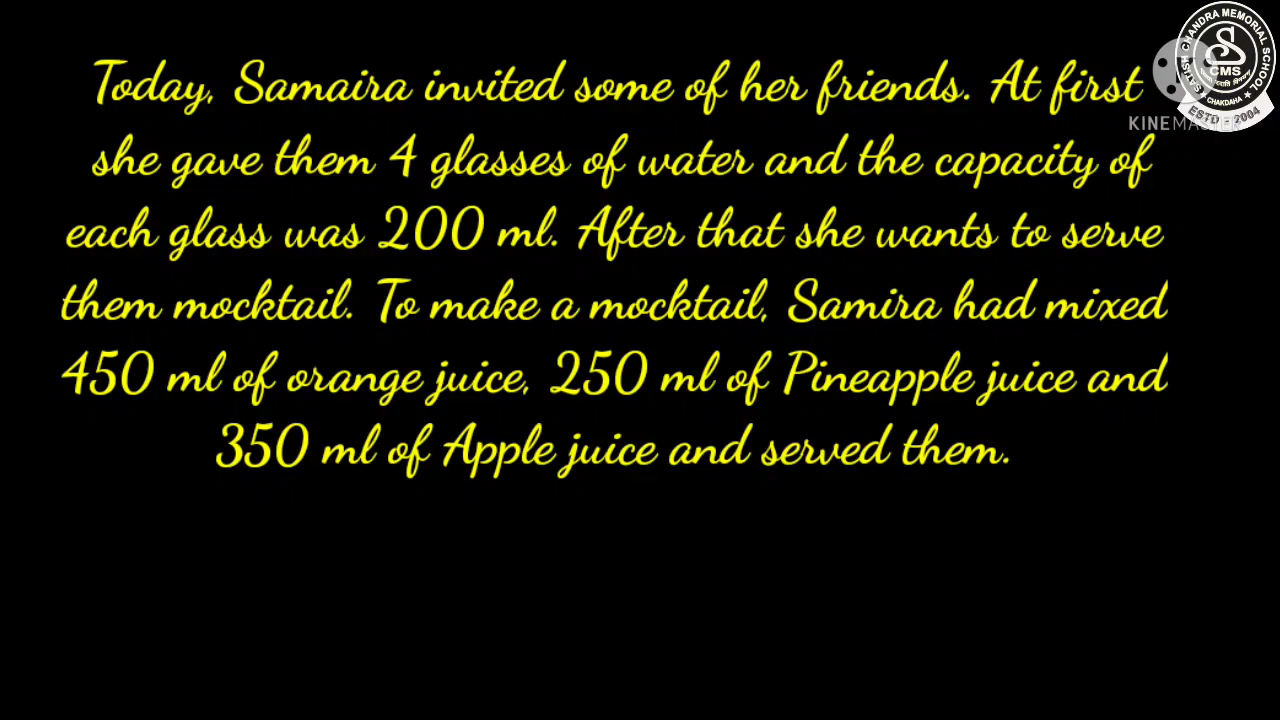 Today, Samaira invited some of her friends. At first
she gave them 4 glasses of water and the capacity of
each glass was 200 ml. After that she wants to serve
them mocktail. To make a mocktail, Samira had mixed
450 ml of orange juice, 250 ml of Pineapple juice and
350 ml of Apple juice and served them.
SATISH CHANDRA MEMORIAL SCHOOL
S
CMS
★ CHAKDAHA ★
ESTD - 2004
KINEMASTER